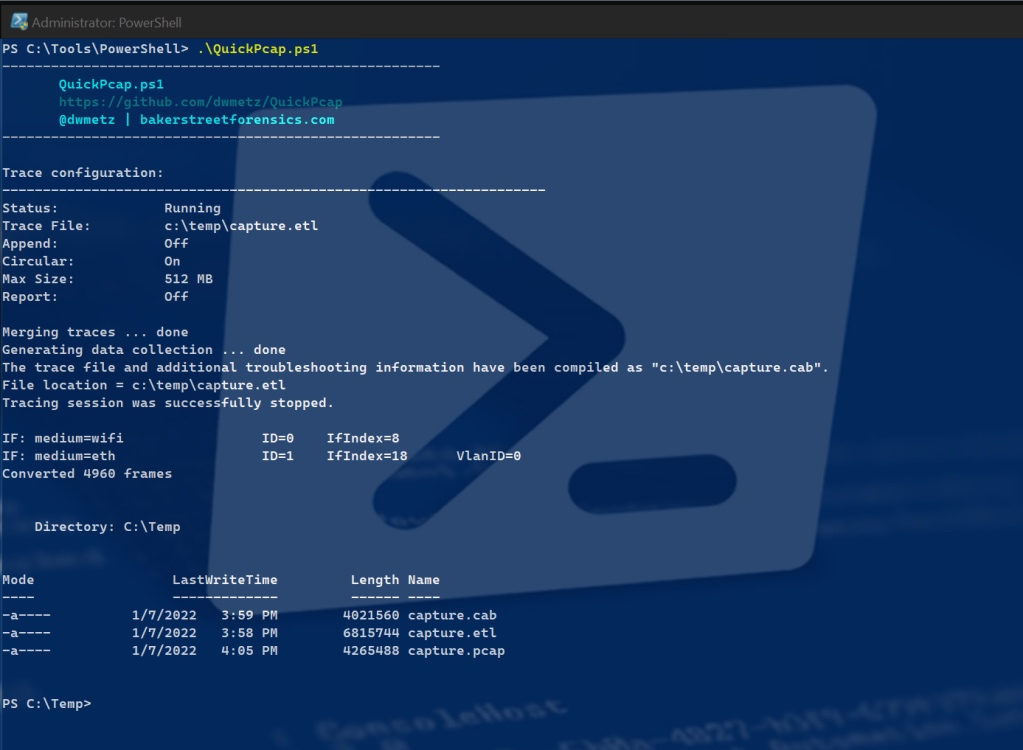 Administrator: PowerShell
PS C:\Tools\PowerShell> .\QuickPcap.ps1
------------------------------------------------------
QuickPcap.ps1
https://github.com/dwmetz/QuickPcap
@dwmetz | bakerstreetforensics.com
------------------------------------------------------
Trace configuration:
-------------------------------------------------------------------
Status: Running
Trace File: c:\temp\capture.etl
Append: Off
Circular: On
Max Size: 512 MB
Report: Off
Merging traces ... done
Generating data collection ... done
The trace file and additional troubleshooting information have been compiled as "c:\temp\capture.cab".
File location = c:\temp\capture.etl
Tracing session was successfully stopped.
IF: medium=wifi ID=0 IfIndex=8
IF: medium=eth ID=1 IfIndex=18 VlanID=0
Converted 4960 frames
Directory: C:\Temp
Mode LastWriteTime Length Name
---- ------------- ------ ----
-a---- 1/7/2022 3:59 PM 4021560 capture.cab
-a---- 1/7/2022 3:58 PM 6815744 capture.etl
-a---- 1/7/2022 4:05 PM 4265488 capture.pcap
PS C:\Temp>
ConsoleHost